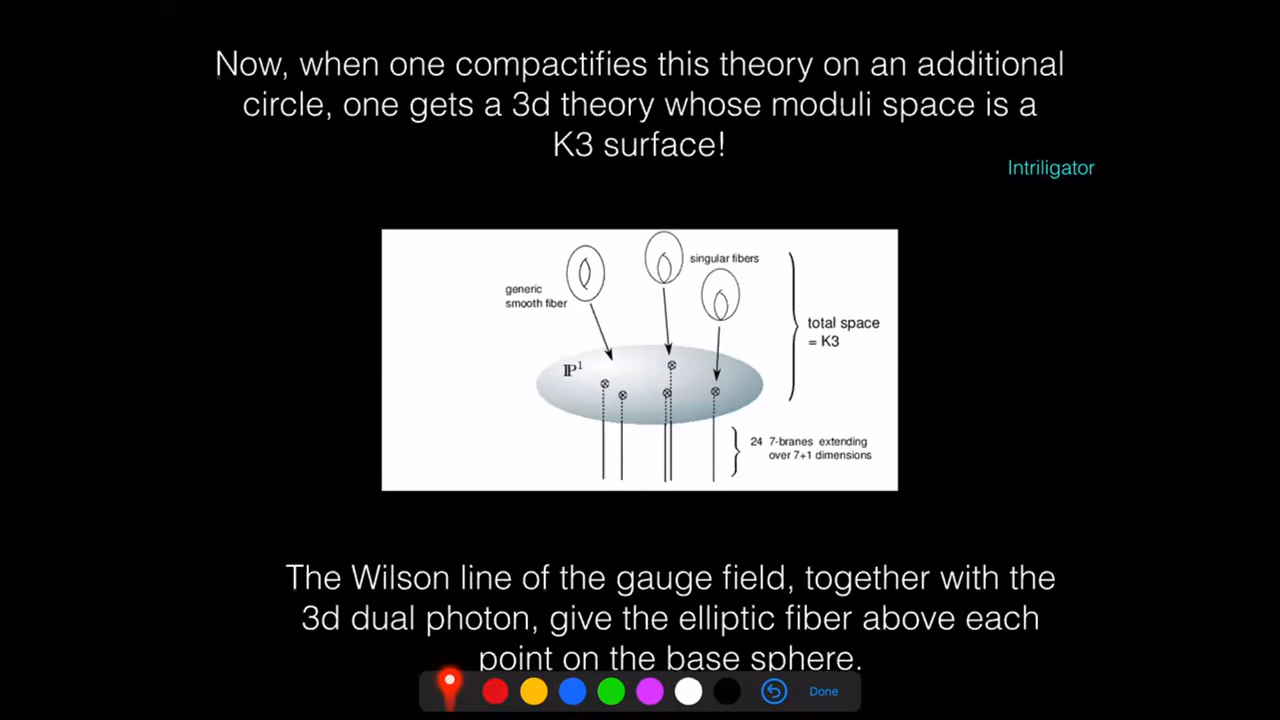 Now, when one compactifies this theory on an additional
circle, one gets a 3d theory whose moduli space is a
K3 surface!
Intriligator
singular fibers
generic
smooth fiber
total space
= K3
ℙ¹
24 7-branes extending
over 7+1 dimensions
The Wilson line of the gauge field, together with the
3d dual photon, give the elliptic fiber above each
point on the base sphere.
Done